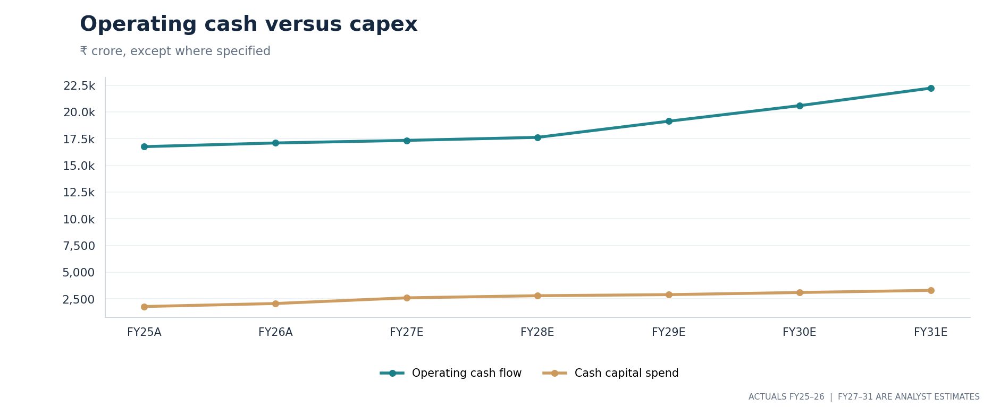 Operating cash versus capex
₹ crore, except where specified
22.5k
20.0k
17.5k
15.0k
12.5k
10.0k
7,500
5,000
2,500
FY25A FY26A FY27E FY28E FY29E FY30E FY31E
Operating cash flow Cash capital spend
ACTUALS FY25–26 | FY27–31 ARE ANALYST ESTIMATES